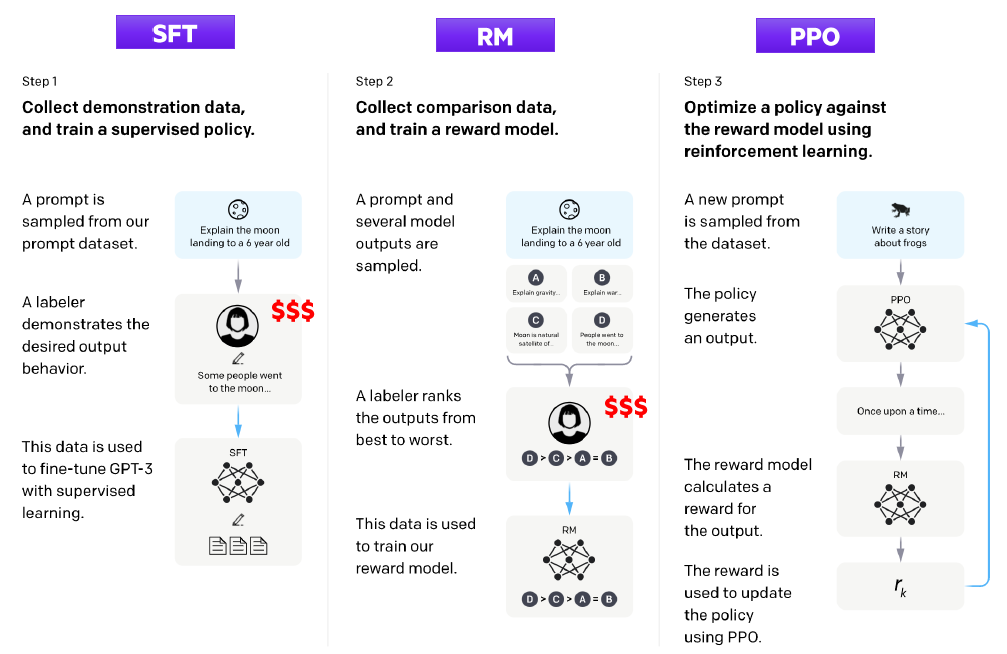 SFT
Step 1
Collect demonstration data,
and train a supervised policy.
A prompt is
sampled from our
prompt dataset.
Explain the moon
landing to a 6 year old
A labeler
demonstrates the
desired output
behavior.
$$$
Some people went
to the moon...
This data is used
to fine-tune GPT-3
with supervised
learning.
SFT
RM
Step 2
Collect comparison data,
and train a reward model.
A prompt and
several model
outputs are
sampled.
Explain the moon
landing to a 6 year old
A
Explain gravity...
B
Explain war...
C
Moon is natural
satellite of...
D
People went to
the moon...
A labeler ranks
the outputs from
best to worst.
$$$
D > C > A = B
This data is used
to train our
reward model.
RM
D > C > A = B
PPO
Step 3
Optimize a policy against
the reward model using
reinforcement learning.
A new prompt
is sampled from
the dataset.
Write a story
about frogs
The policy
generates
an output.
PPO
Once upon a time...
The reward model
calculates a
reward for
the output.
RM
The reward is
used to update
the policy
using PPO.
rk